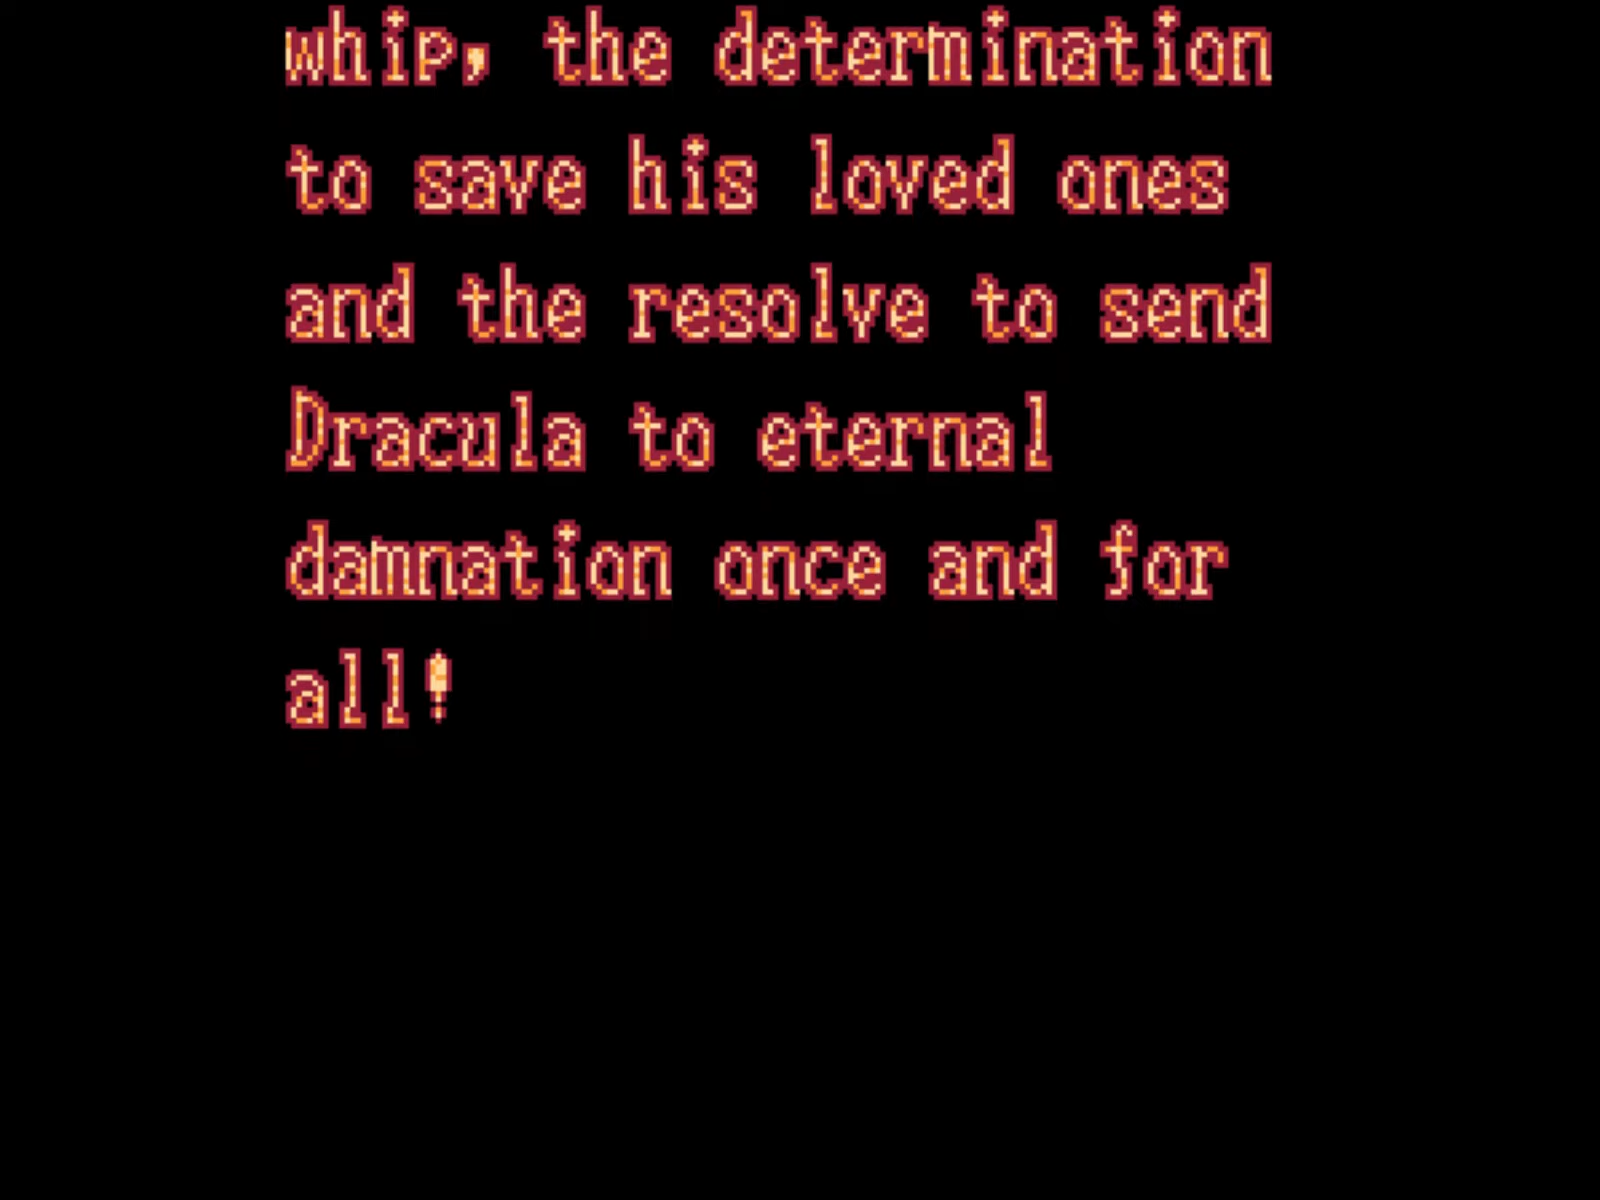 whip, the determination
to save his loved ones
and the resolve to send
Dracula to eternal
damnation once and for
all!